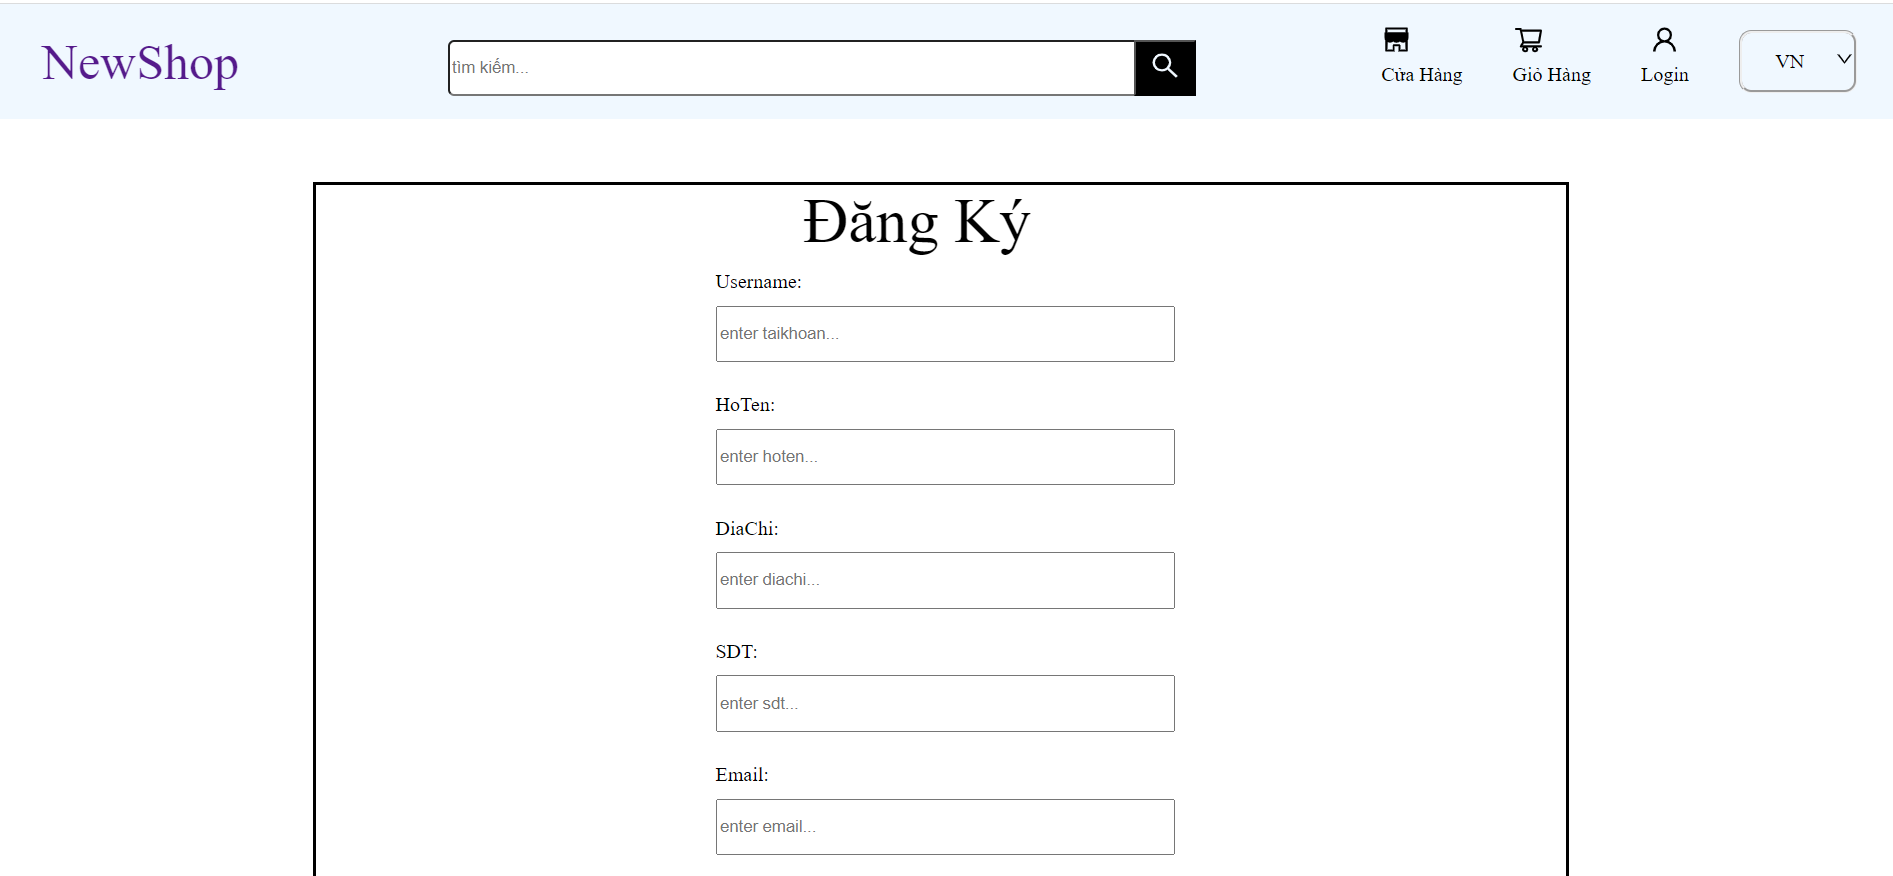 NewShop
tìm kiếm...
Cửa Hàng
Giỏ Hàng
Login
VN
Đăng Ký
Username:
enter taikhoan...
HoTen:
enter hoten...
DiaChi:
enter diachi...
SDT:
enter sdt...
Email:
enter email...